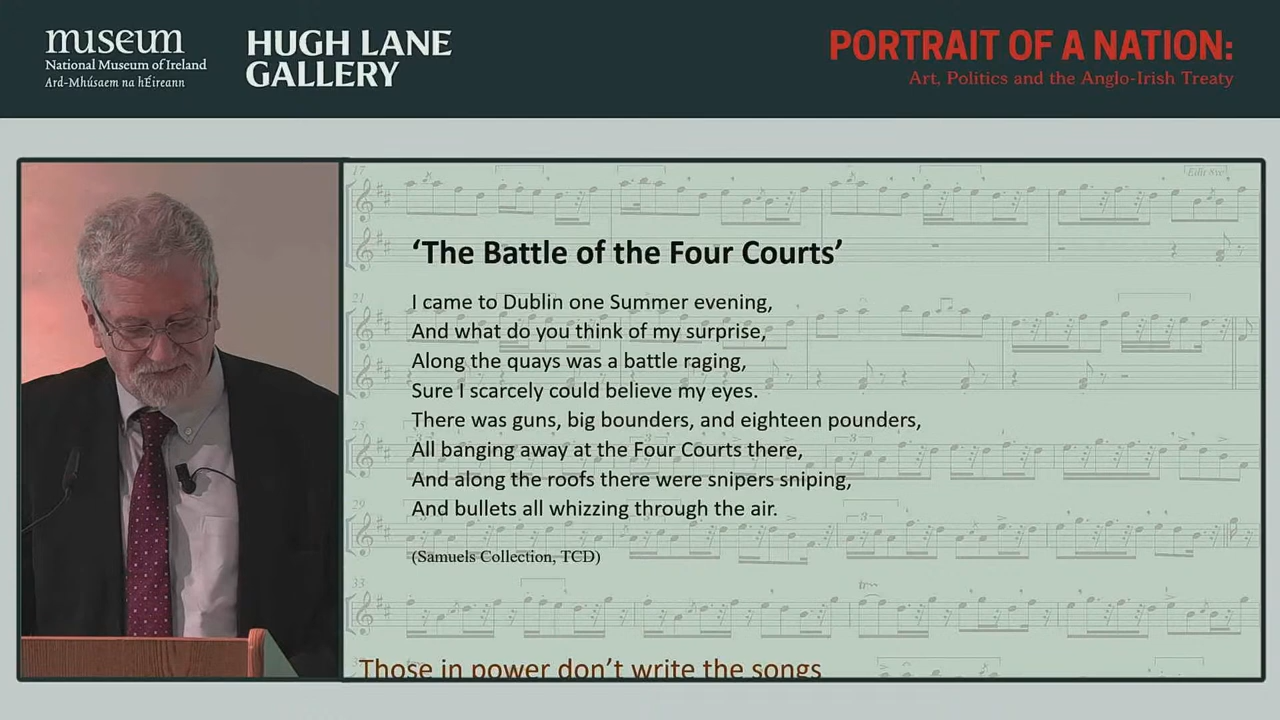 museum
National Museum of Ireland
Ard-Mhúsaem na hÉireann
HUGH LANE
GALLERY
PORTRAIT OF A NATION:
Art, Politics and the Anglo-Irish Treaty
17
‘The Battle of the Four Courts’
I came to Dublin one Summer evening,
And what do you think of my surprise,
21
Along the quays was a battle raging,
Sure I scarcely could believe my eyes.
There was guns, big bounders, and eighteen pounders,
25
All banging away at the Four Courts there,
And along the roofs there were snipers sniping,
29
And bullets all whizzing through the air.
(Samuels Collection, TCD)
33
Those in power don’t write the songs